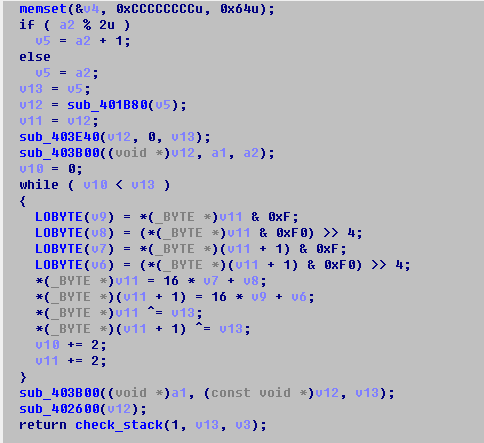 memset(&v4, 0xCCCCCCCCu, 0x64u);
if ( a2 % 2u )
v5 = a2 + 1;
else
v5 = a2;
v13 = v5;
v12 = sub_401B80(v5);
v11 = v12;
sub_403E40(v12, 0, v13);
sub_403B00((void *)v12, a1, a2);
v10 = 0;
while ( v10 < v13 )
{
LOBYTE(v9) = *(_BYTE *)v11 & 0xF;
LOBYTE(v8) = (*(_BYTE *)v11 & 0xF0) >> 4;
LOBYTE(v7) = *(_BYTE *)(v11 + 1) & 0xF;
LOBYTE(v6) = (*(_BYTE *)(v11 + 1) & 0xF0) >> 4;
*(_BYTE *)v11 = 16 * v7 + v8;
*(_BYTE *)(v11 + 1) = 16 * v9 + v6;
*(_BYTE *)v11 ^= v13;
*(_BYTE *)(v11 + 1) ^= v13;
v10 += 2;
v11 += 2;
}
sub_403B00((void *)a1, (const void *)v12, v13);
sub_402600(v12);
return check_stack(1, v13, v3);